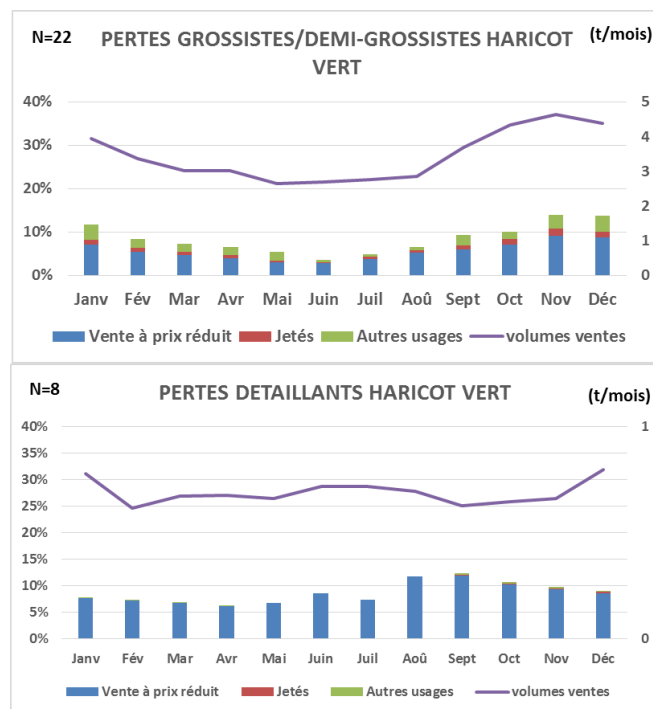 N=22 PERTES GROSSISTES/DEMI-GROSSISTES HARICOT (t/mois)
VERT
40% 5
30% 4
3
20% 2
10% 1
0% 0
Janv Fév Mar Avr Mai Juin Juil Aoû Sept Oct Nov Déc
Vente à prix réduit Jetés Autres usages volumes ventes
N=8 PERTES DETAILLANTS HARICOT VERT (t/mois)
40% 1
35%
30%
25%
20%
15%
10%
5%
0% 0
Janv Fév Mar Avr Mai Juin Juil Aoû Sept Oct Nov Déc
Vente à prix réduit Jetés Autres usages volumes ventes